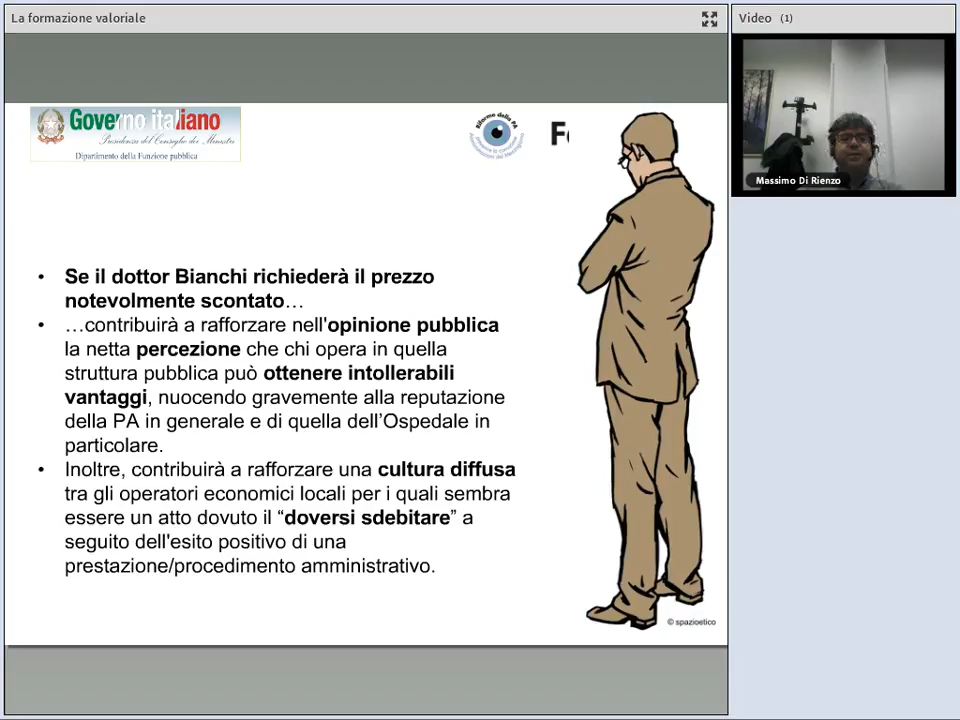 La formazione valoriale
Video (1)
Massimo Di Rienzo
Governo italiano
Presidenza del Consiglio dei Ministri
Dipartimento della Funzione pubblica
Riforme della PA
• Se il dottor Bianchi richiederà il prezzo
notevolmente scontato…
• …contribuirà a rafforzare nell'opinione pubblica
la netta percezione che chi opera in quella
struttura pubblica può ottenere intollerabili
vantaggi, nuocendo gravemente alla reputazione
della PA in generale e di quella dell’Ospedale in
particolare.
• Inoltre, contribuirà a rafforzare una cultura diffusa
tra gli operatori economici locali per i quali sembra
essere un atto dovuto il “doversi sdebitare” a
seguito dell'esito positivo di una
prestazione/procedimento amministrativo.
© spazioetico